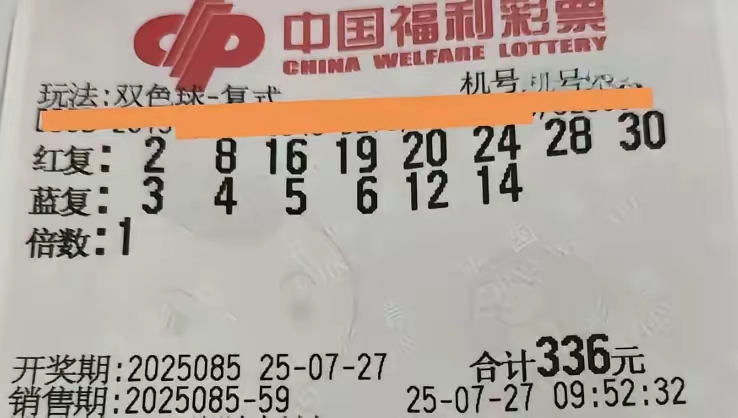 中国福利彩票
CHINA WELFARE LOTTERY
玩法:双色球-复式 机号
红复: 2 8 16 19 20 24 28 30
蓝复: 3 4 5 6 12 14
倍数:1
开奖期:2025085 25-07-27 合计336元
销售期:2025085-59 25-07-27 09:52:32